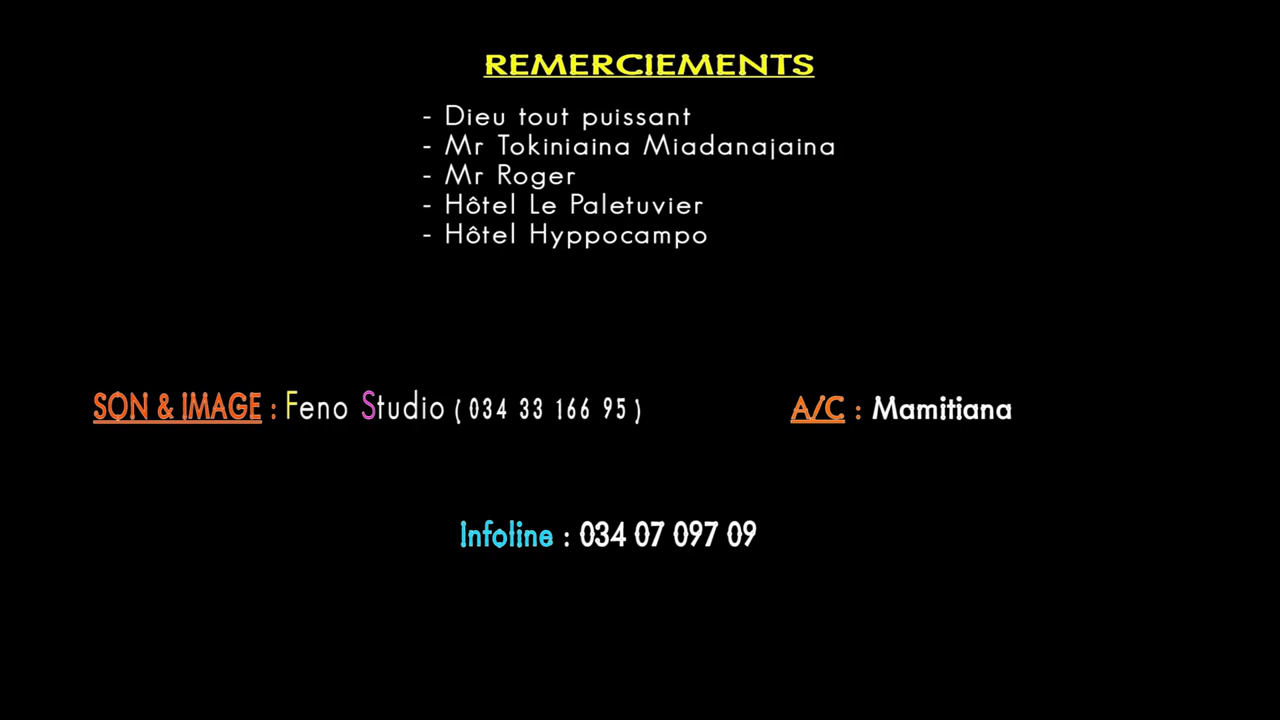 REMERCIEMENTS
- Dieu tout puissant
- Mr Tokiniaina Miadanajaina
- Mr Roger
- Hôtel Le Paletuvier
- Hôtel Hyppocampo
SON & IMAGE : Feno Studio ( 034 33 166 95 ) A/C : Mamitiana
Infoline : 034 07 097 09